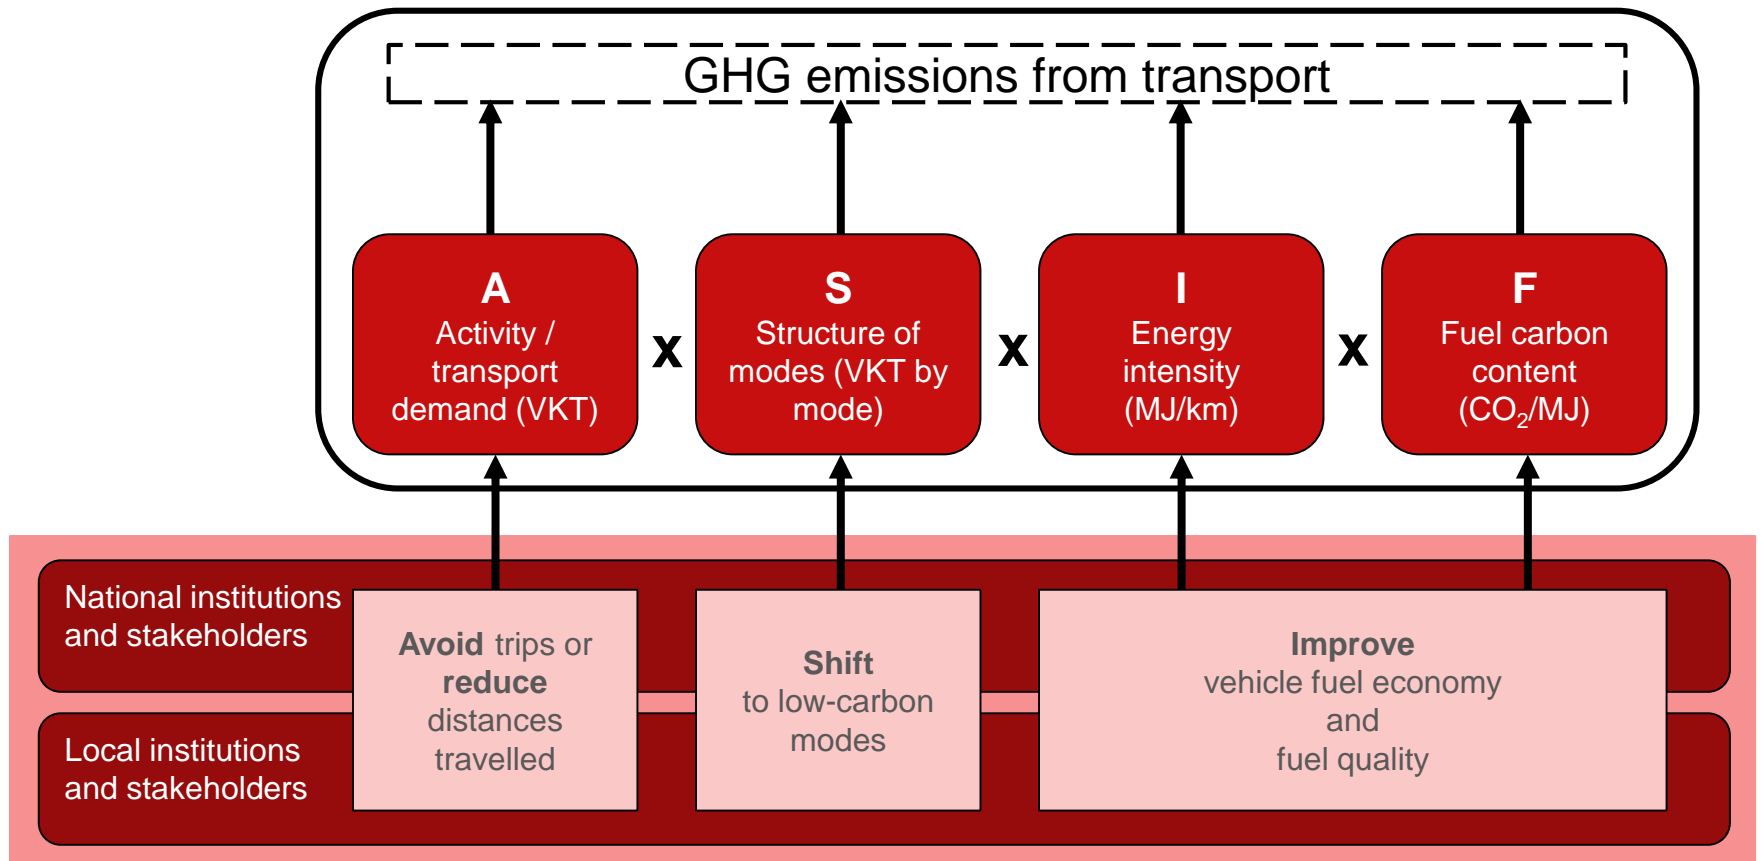 GHG emissions from transport
A
Activity /
transport
demand (VKT)
x
S
Structure of
modes (VKT by
mode)
x
I
Energy
intensity
(MJ/km)
x
F
Fuel carbon
content
(CO₂/MJ)
National institutions
and stakeholders
Local institutions
and stakeholders
Avoid trips or
reduce
distances
travelled
Shift
to low-carbon
modes
Improve
vehicle fuel economy
and
fuel quality